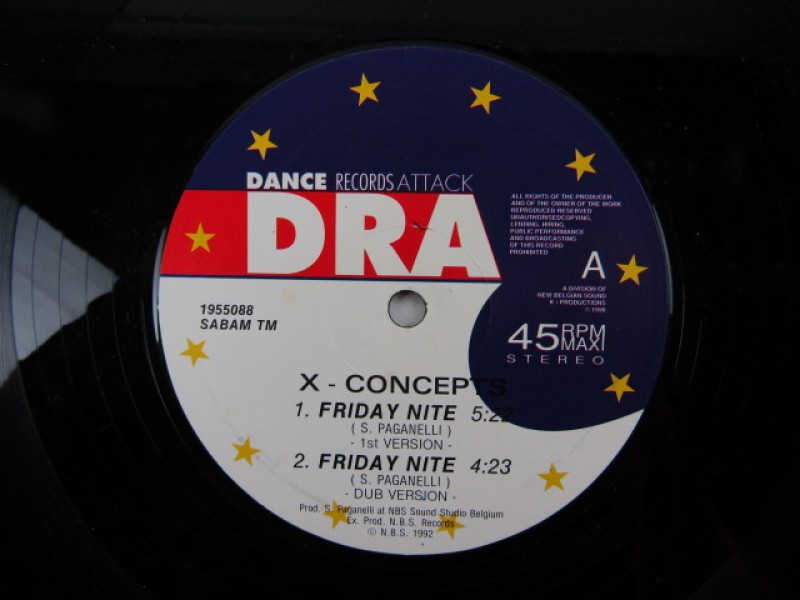 DANCE RECORDS ATTACK
DRA
ALL RIGHTS OF THE PRODUCER
AND OF THE OWNER OF THE WORK
REPRODUCED RESERVED
URAUTHORISEDCOPYING,
LENDING, HIRING,
PUBLIC PERFORMANCE
AND BROADCASTING
OF THIS RECORD
PROHIBITED
A
A DIVISION OF
NEW BELGIAN SOUND
K - PRODUCTIONS
1955088
SABAM TM
45 RPM
MAXI
STEREO
X - CONCEPTS
1. FRIDAY NITE 5:22
( S. PAGANELLI )
- 1st VERSION -
2. FRIDAY NITE 4:23
( S. PAGANELLI )
- DUB VERSION -
Prod. S. Paganelli at NBS Sound Studio Belgium
Ex. Prod. N.B.S. Records
© N.B.S. 1992